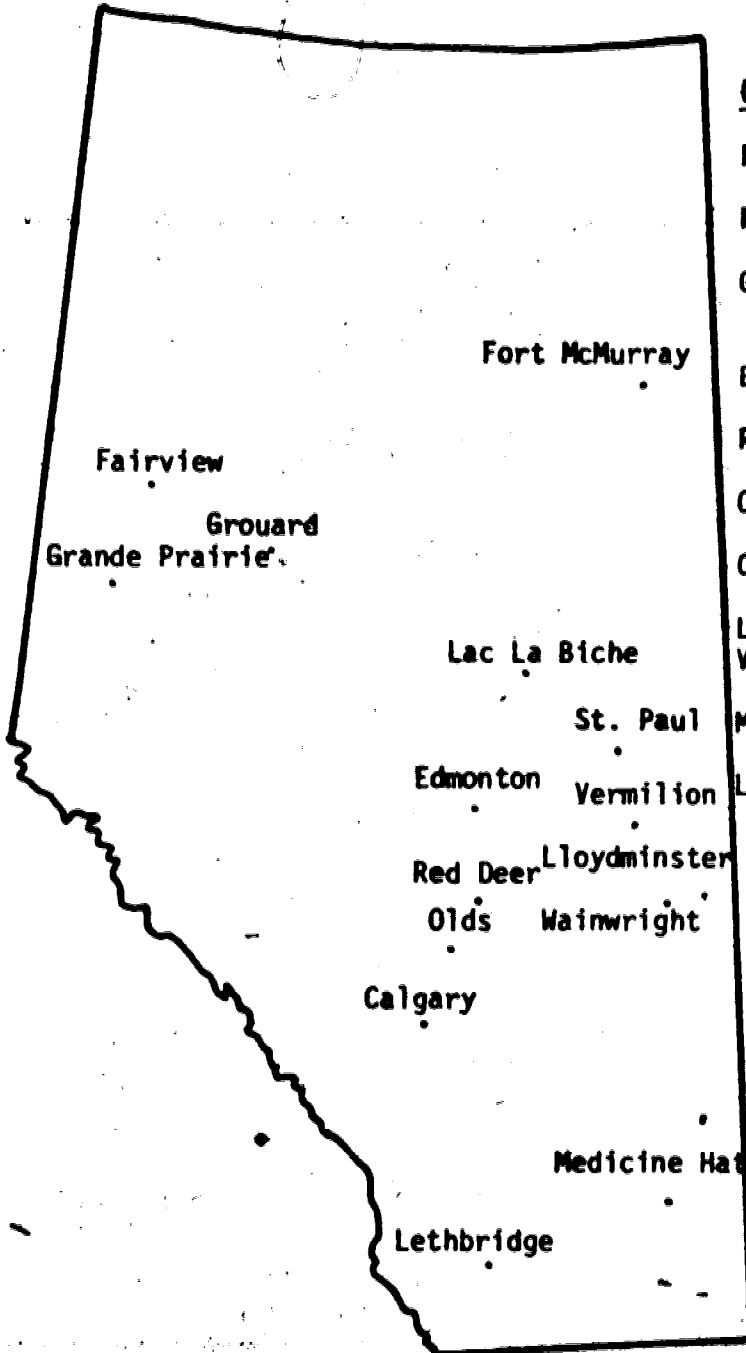 Fort McMurray
Fairview
Grouard
Grande Prairie
Lac La Biche
St. Paul
Edmonton
Vermilion
Lloydminster
Red Deer
Olds
Wainwright
Calgary
Medicine Hat
Lethbridge